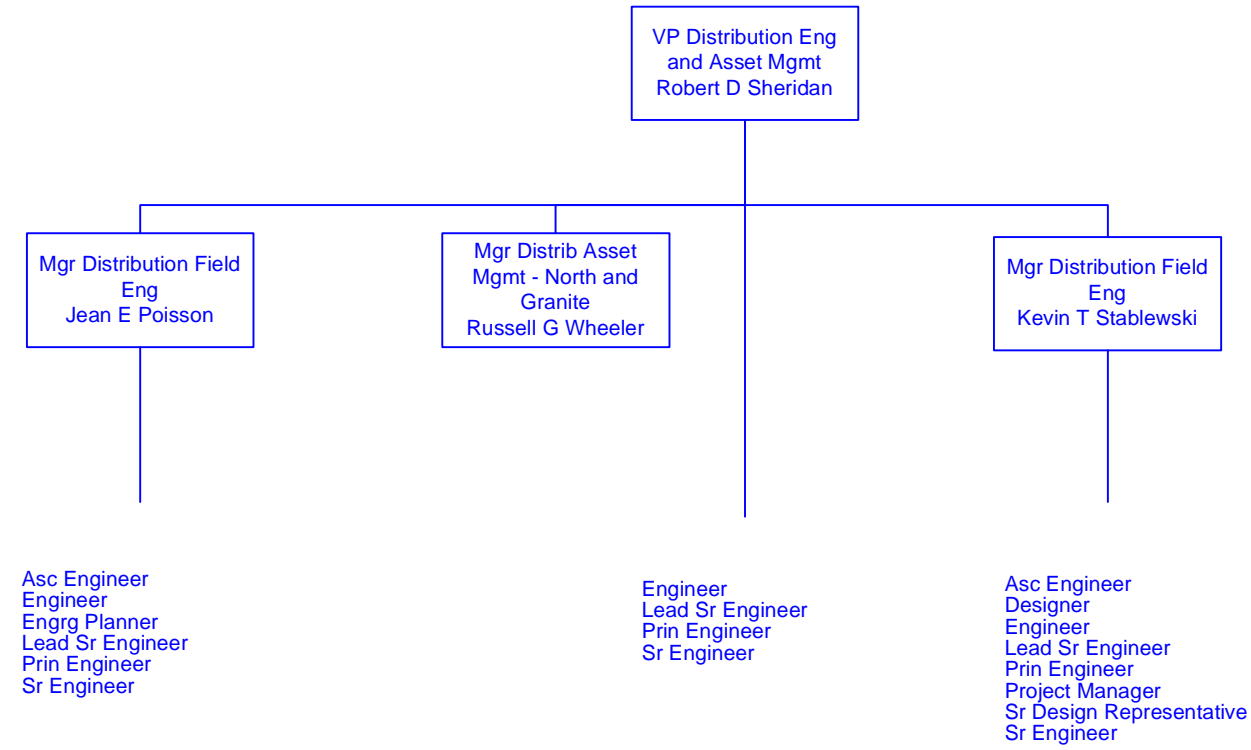 VP Distribution Eng
and Asset Mgmt
Robert D Sheridan
Mgr Distribution Field
Eng
Jean E Poisson
Mgr Distrib Asset
Mgmt - North and
Granite
Russell G Wheeler
Mgr Distribution Field
Eng
Kevin T Stablewski
Asc Engineer
Engineer
Engrg Planner
Lead Sr Engineer
Prin Engineer
Sr Engineer
Engineer
Lead Sr Engineer
Prin Engineer
Sr Engineer
Asc Engineer
Designer
Engineer
Lead Sr Engineer
Prin Engineer
Project Manager
Sr Design Representative
Sr Engineer